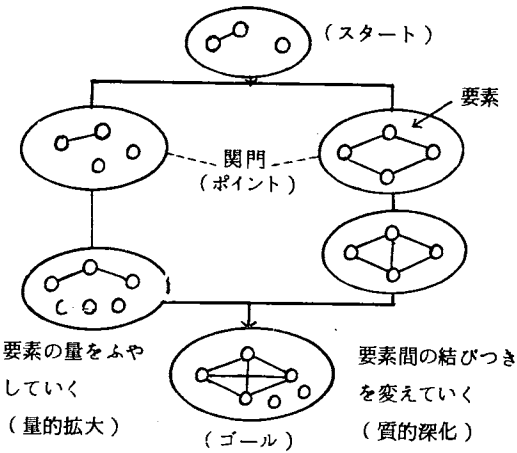 （スタート）
要素
関門
（ポイント）
要素の量をふや
していく
（量的拡大）
要素間の結びつき
を変えていく
（質的深化）
（ゴール）